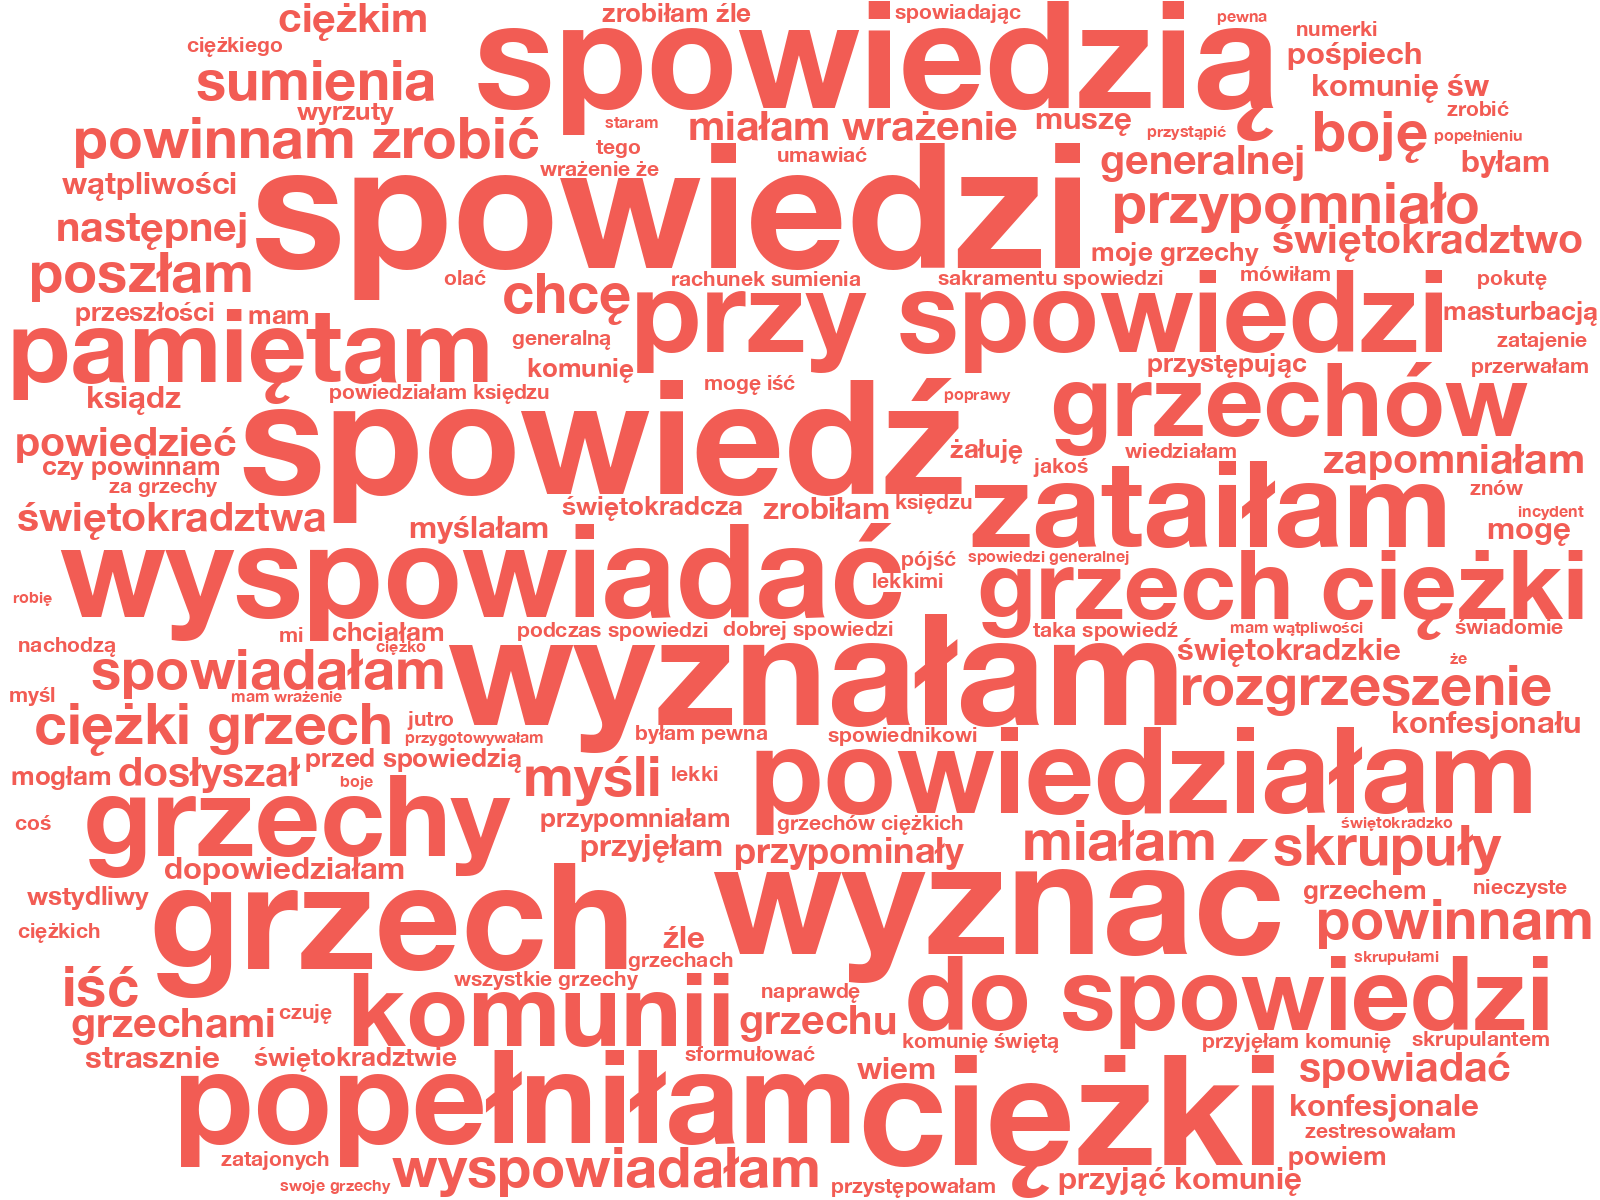 ciężkim
zrobiłam źle
spowiadając
pewna
numerki
ciężkiego
spowiedzią
pośpiech
sumienia
komunię św
wyrzuty
zrobić
powinnam zrobić
staram
miałam wrażenie
muszę
przystąpić
boję
popełnieniu
tego
umawiać
generalnej
byłam
wrażenie że
wątpliwości
spowiedzi
przypomniało
następnej
moje grzechy
świętokradztwo
poszłam
olać
chcę
rachunek sumienia
sakramentu spowiedzi
mówiłam
pokutę
przeszłości
mam
przy spowiedzi
masturbacją
pamiętam
generalną
zatajenie
komunię
przystępując
przerwałam
ksiądz
powiedziałam księdzu
mogę iść
poprawy
grzechów
powiedzieć
spowiedź
żałuję
wiedziałam
zapomniałam
czy powinnam
jakoś
za grzechy
zataiłam
znów
świętokradztwa
myślałam
świętokradcza
zrobiłam
księdzu
incydent
mogę
wyspowiadać
pójść
spowiedzi generalnej
lekkimi
grzech ciężki
robię
nachodzą
mi
chciałam
ciężko
podczas spowiedzi
dobrej spowiedzi
taka spowiedź
mam wątpliwości
świadomie
spowiadałam
wyznałam
świętokradzkie
że
myśl
mam wrażenie
rozgrzeszenie
ciężki grzech
jutro
przygotowywałam
byłam pewna
spowiednikowi
konfesjonału
mogłam
dosłyszał
przed spowiedzią
boje
myśli
lekki
powiedziałam
coś
grzechy
przypomniałam
grzechów ciężkich
świętokradzko
przyjęłam
przypominały
miałam
skrupuły
dopowiedziałam
wstydliwy
grzech
wyznać
grzechem
nieczyste
ciężkich
źle
powinnam
grzechach
skrupułami
iść
wszystkie grzechy
komunii
naprawdę
do spowiedzi
grzechami
czuję
grzechu
strasznie
świętokradztwie
sformułować
komunię świętą
przyjęłam komunię
skrupulantem
popełniłam
wiem
ciężki
spowiadać
konfesjonale
zestresowałam
zatajonych
wyspowiadałam
powiem
swoje grzechy
przystępowałam
przyjąć komunię